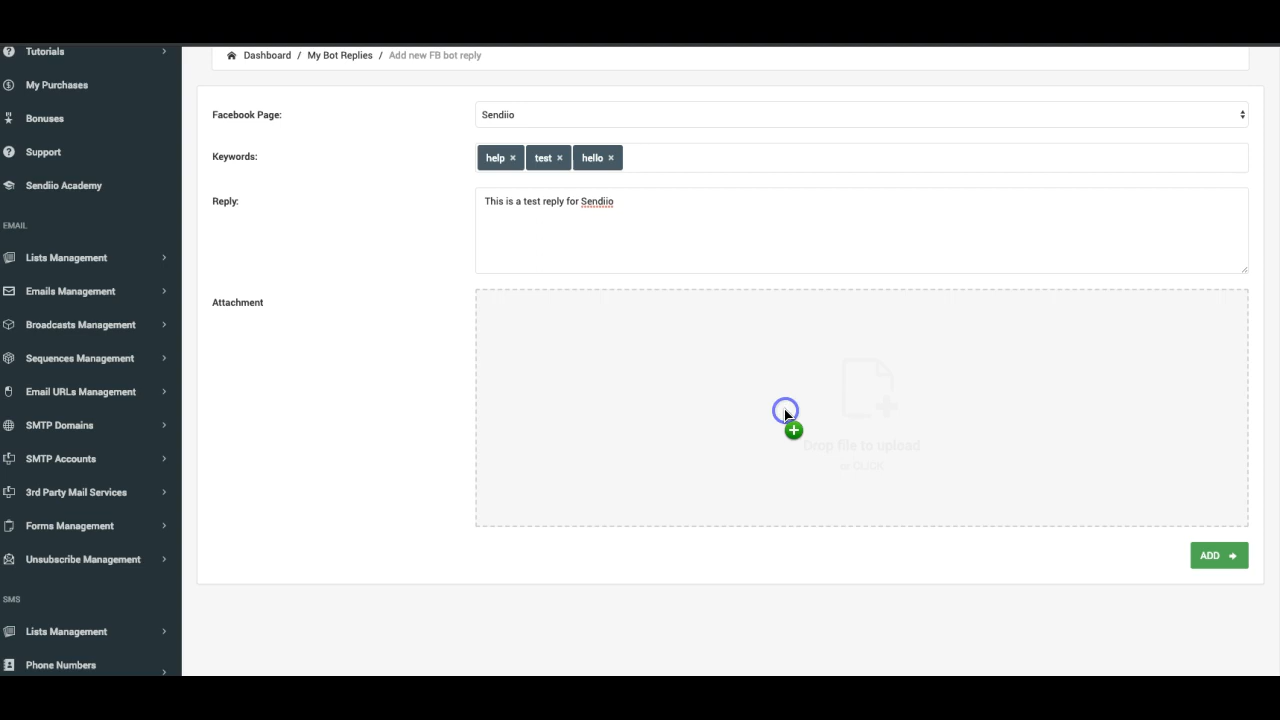 Tutorials
My Purchases
Bonuses
Support
Sendiio Academy
EMAIL
Lists Management
Emails Management
Broadcasts Management
Sequences Management
Email URLs Management
SMTP Domains
SMTP Accounts
3rd Party Mail Services
Forms Management
Unsubscribe Management
SMS
Lists Management
Phone Numbers
Dashboard / My Bot Replies / Add new FB bot reply
Facebook Page: Sendiio
Keywords: help × test × hello ×
Reply: This is a test reply for Sendiio
Attachment
Drop file to upload
or CLICK
ADD